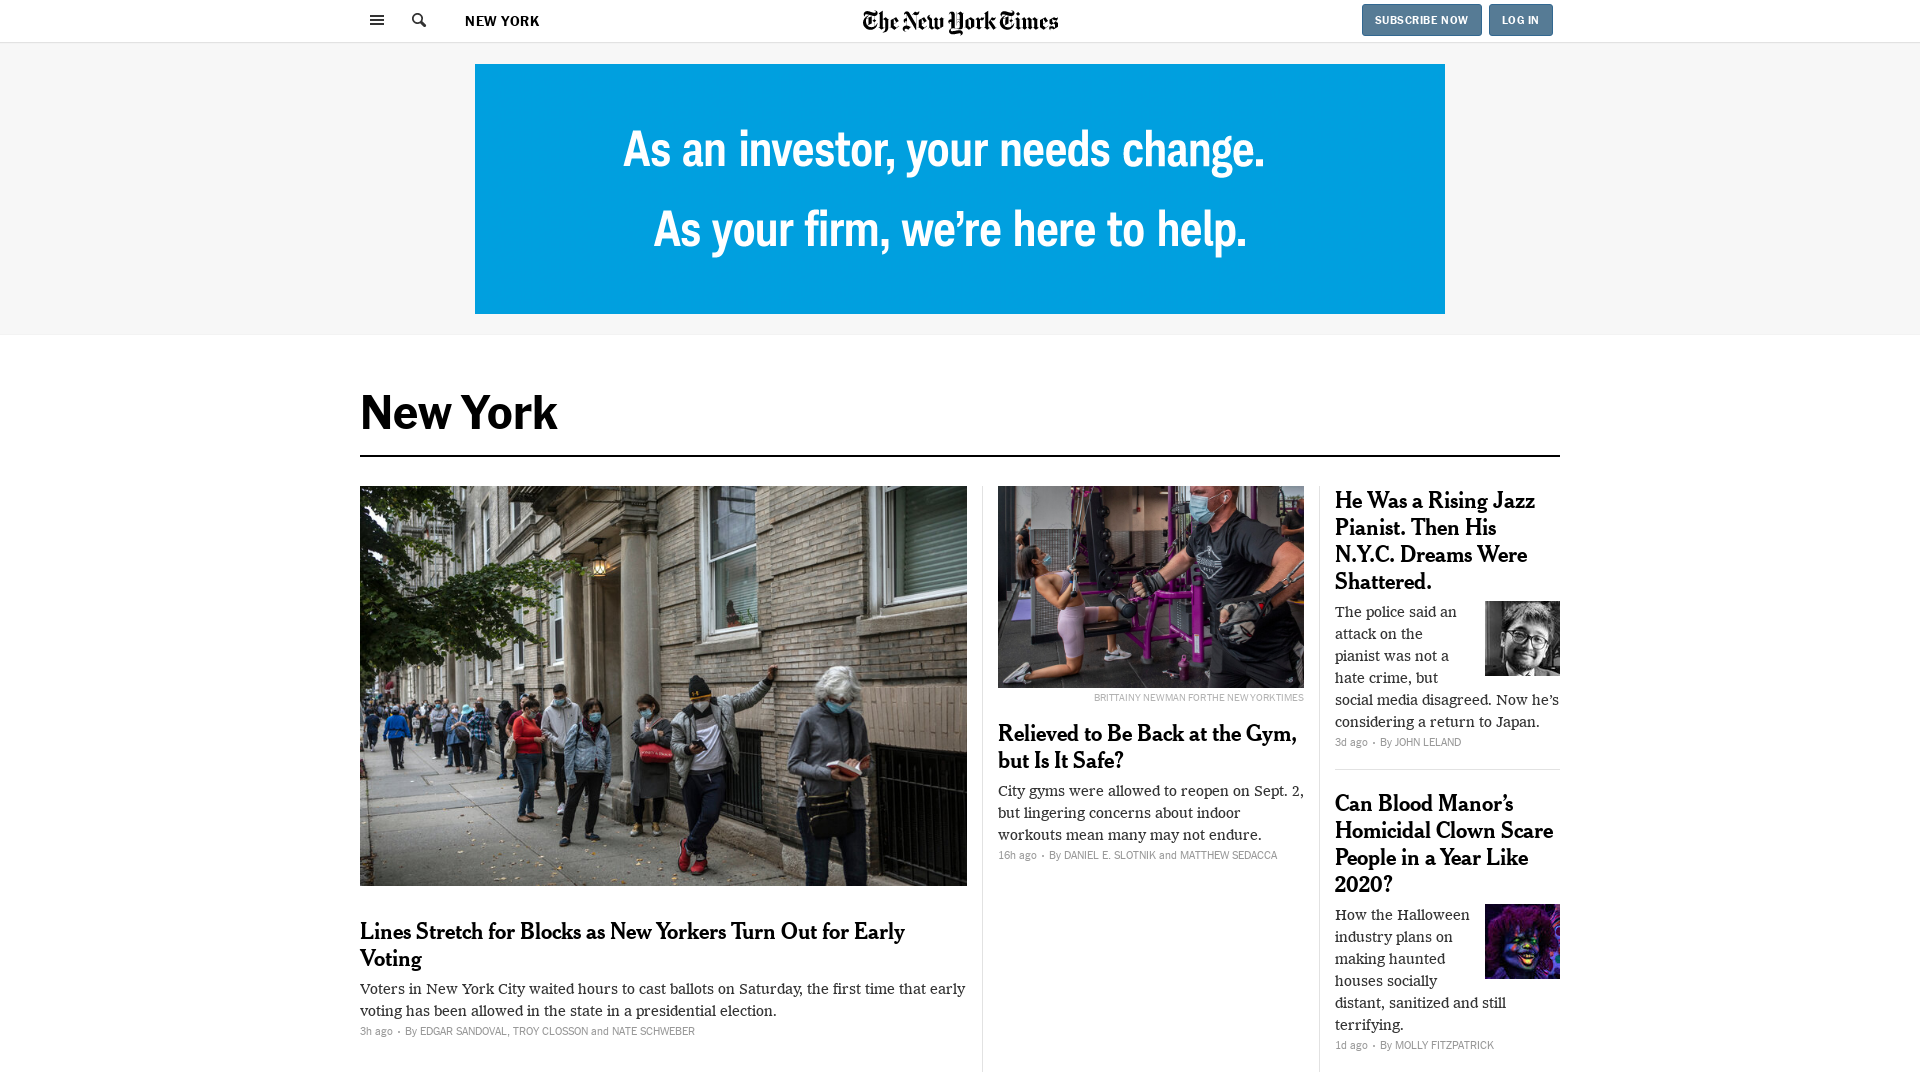 NEW YORK
The New York Times
SUBSCRIBE NOW
LOG IN
As an investor, your needs change.
As your firm, we're here to help.
New York
Lines Stretch for Blocks as New Yorkers Turn Out for Early
Voting
Voters in New York City waited hours to cast ballots on Saturday, the first time that early
voting has been allowed in the state in a presidential election.
3h ago · By EDGAR SANDOVAL, TROY CLOSSON and NATE SCHWEBER
BRITTAINY NEWMAN FORTHE NEW YORKTIMES
Relieved to Be Back at the Gym,
but Is It Safe?
City gyms were allowed to reopen on Sept. 2,
but lingering concerns about indoor
workouts mean many may not endure.
16h ago · By DANIEL E. SLOTNIK and MATTHEW SEDACCA
He Was a Rising Jazz
Pianist. Then His
N.Y.C. Dreams Were
Shattered.
The police said an
attack on the
pianist was not a
hate crime, but
social media disagreed. Now he's
considering a return to Japan.
3d ago · By JOHN LELAND
Can Blood Manor's
Homicidal Clown Scare
People in a Year Like
2020?
How the Halloween
industry plans on
making haunted
houses socially
distant, sanitized and still
terrifying.
1d ago · By MOLLY FITZPATRICK